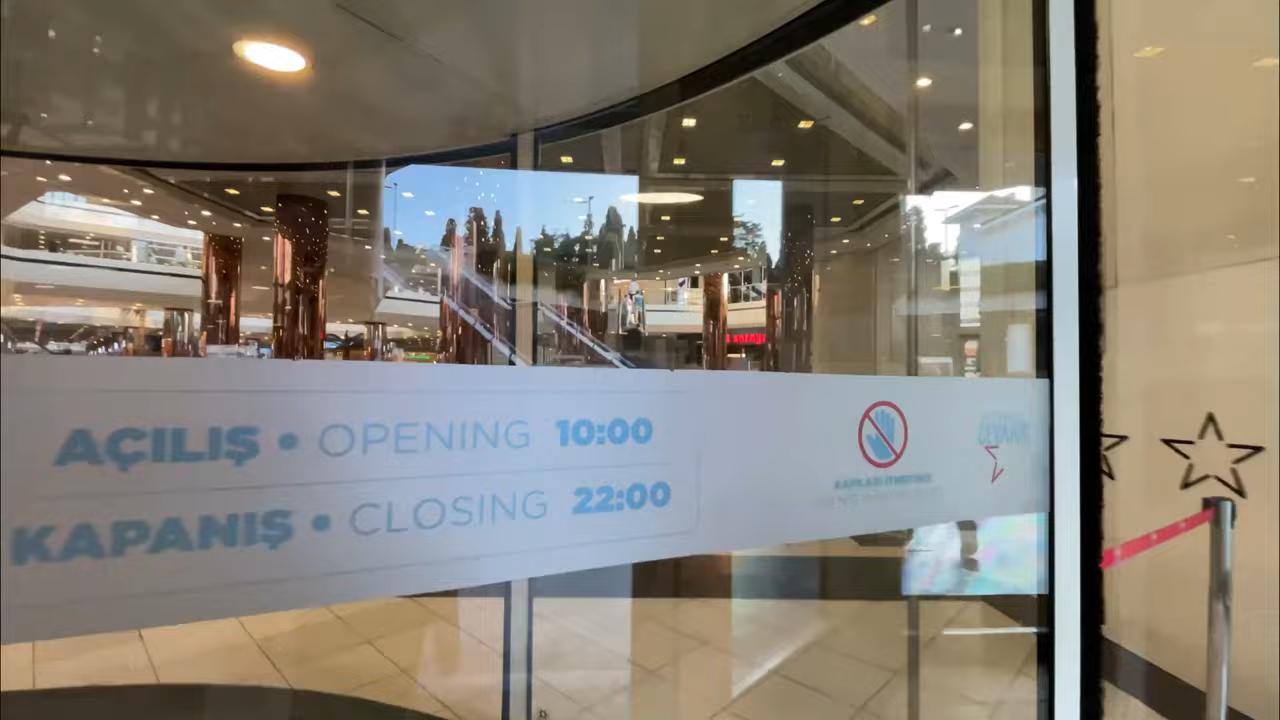 AÇILIŞ • OPENING 10:00
KAPANIŞ • CLOSING 22:00